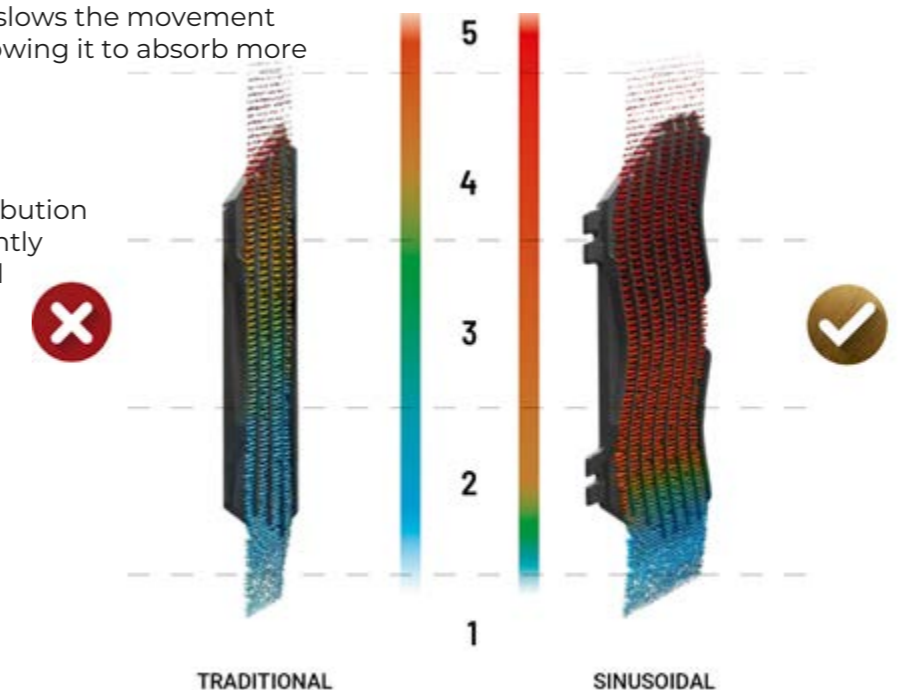 slows the movement
owing it to absorb more
bution
ntly
5
4
3
2
1
TRADITIONAL
SINUSOIDAL